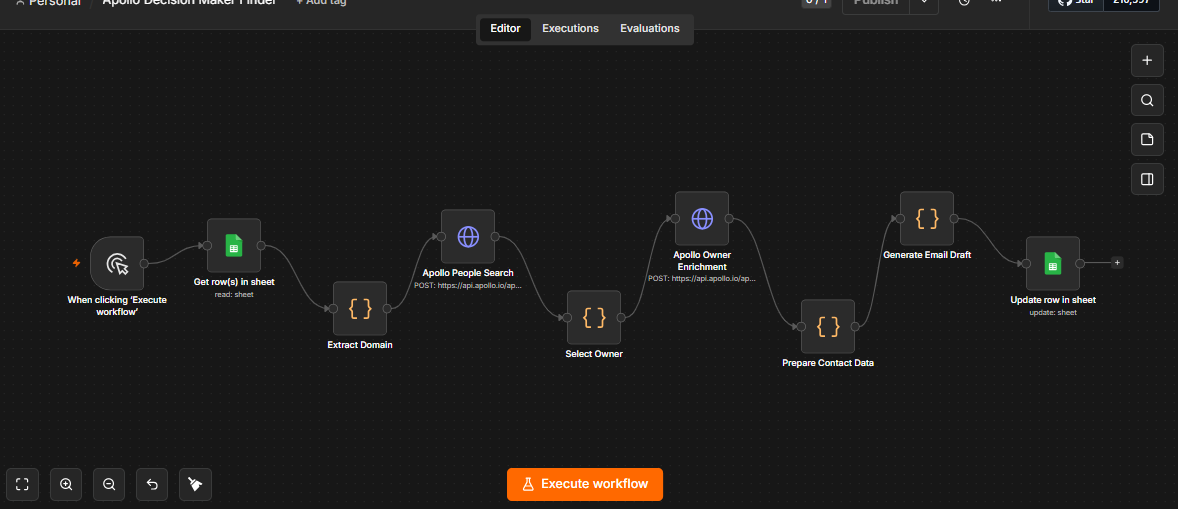 Personal / Apollo Decision Maker Finder + Add tag
0 / 1 Publish
Star
Editor Executions Evaluations
When clicking ‘Execute
workflow’
Get row(s) in sheet
read: sheet
Extract Domain
Apollo People Search
POST: https://api.apollo.io/ap...
Select Owner
Apollo Owner
Enrichment
POST: https://api.apollo.io/ap...
Prepare Contact Data
Generate Email Draft
Update row in sheet
update: sheet
Execute workflow